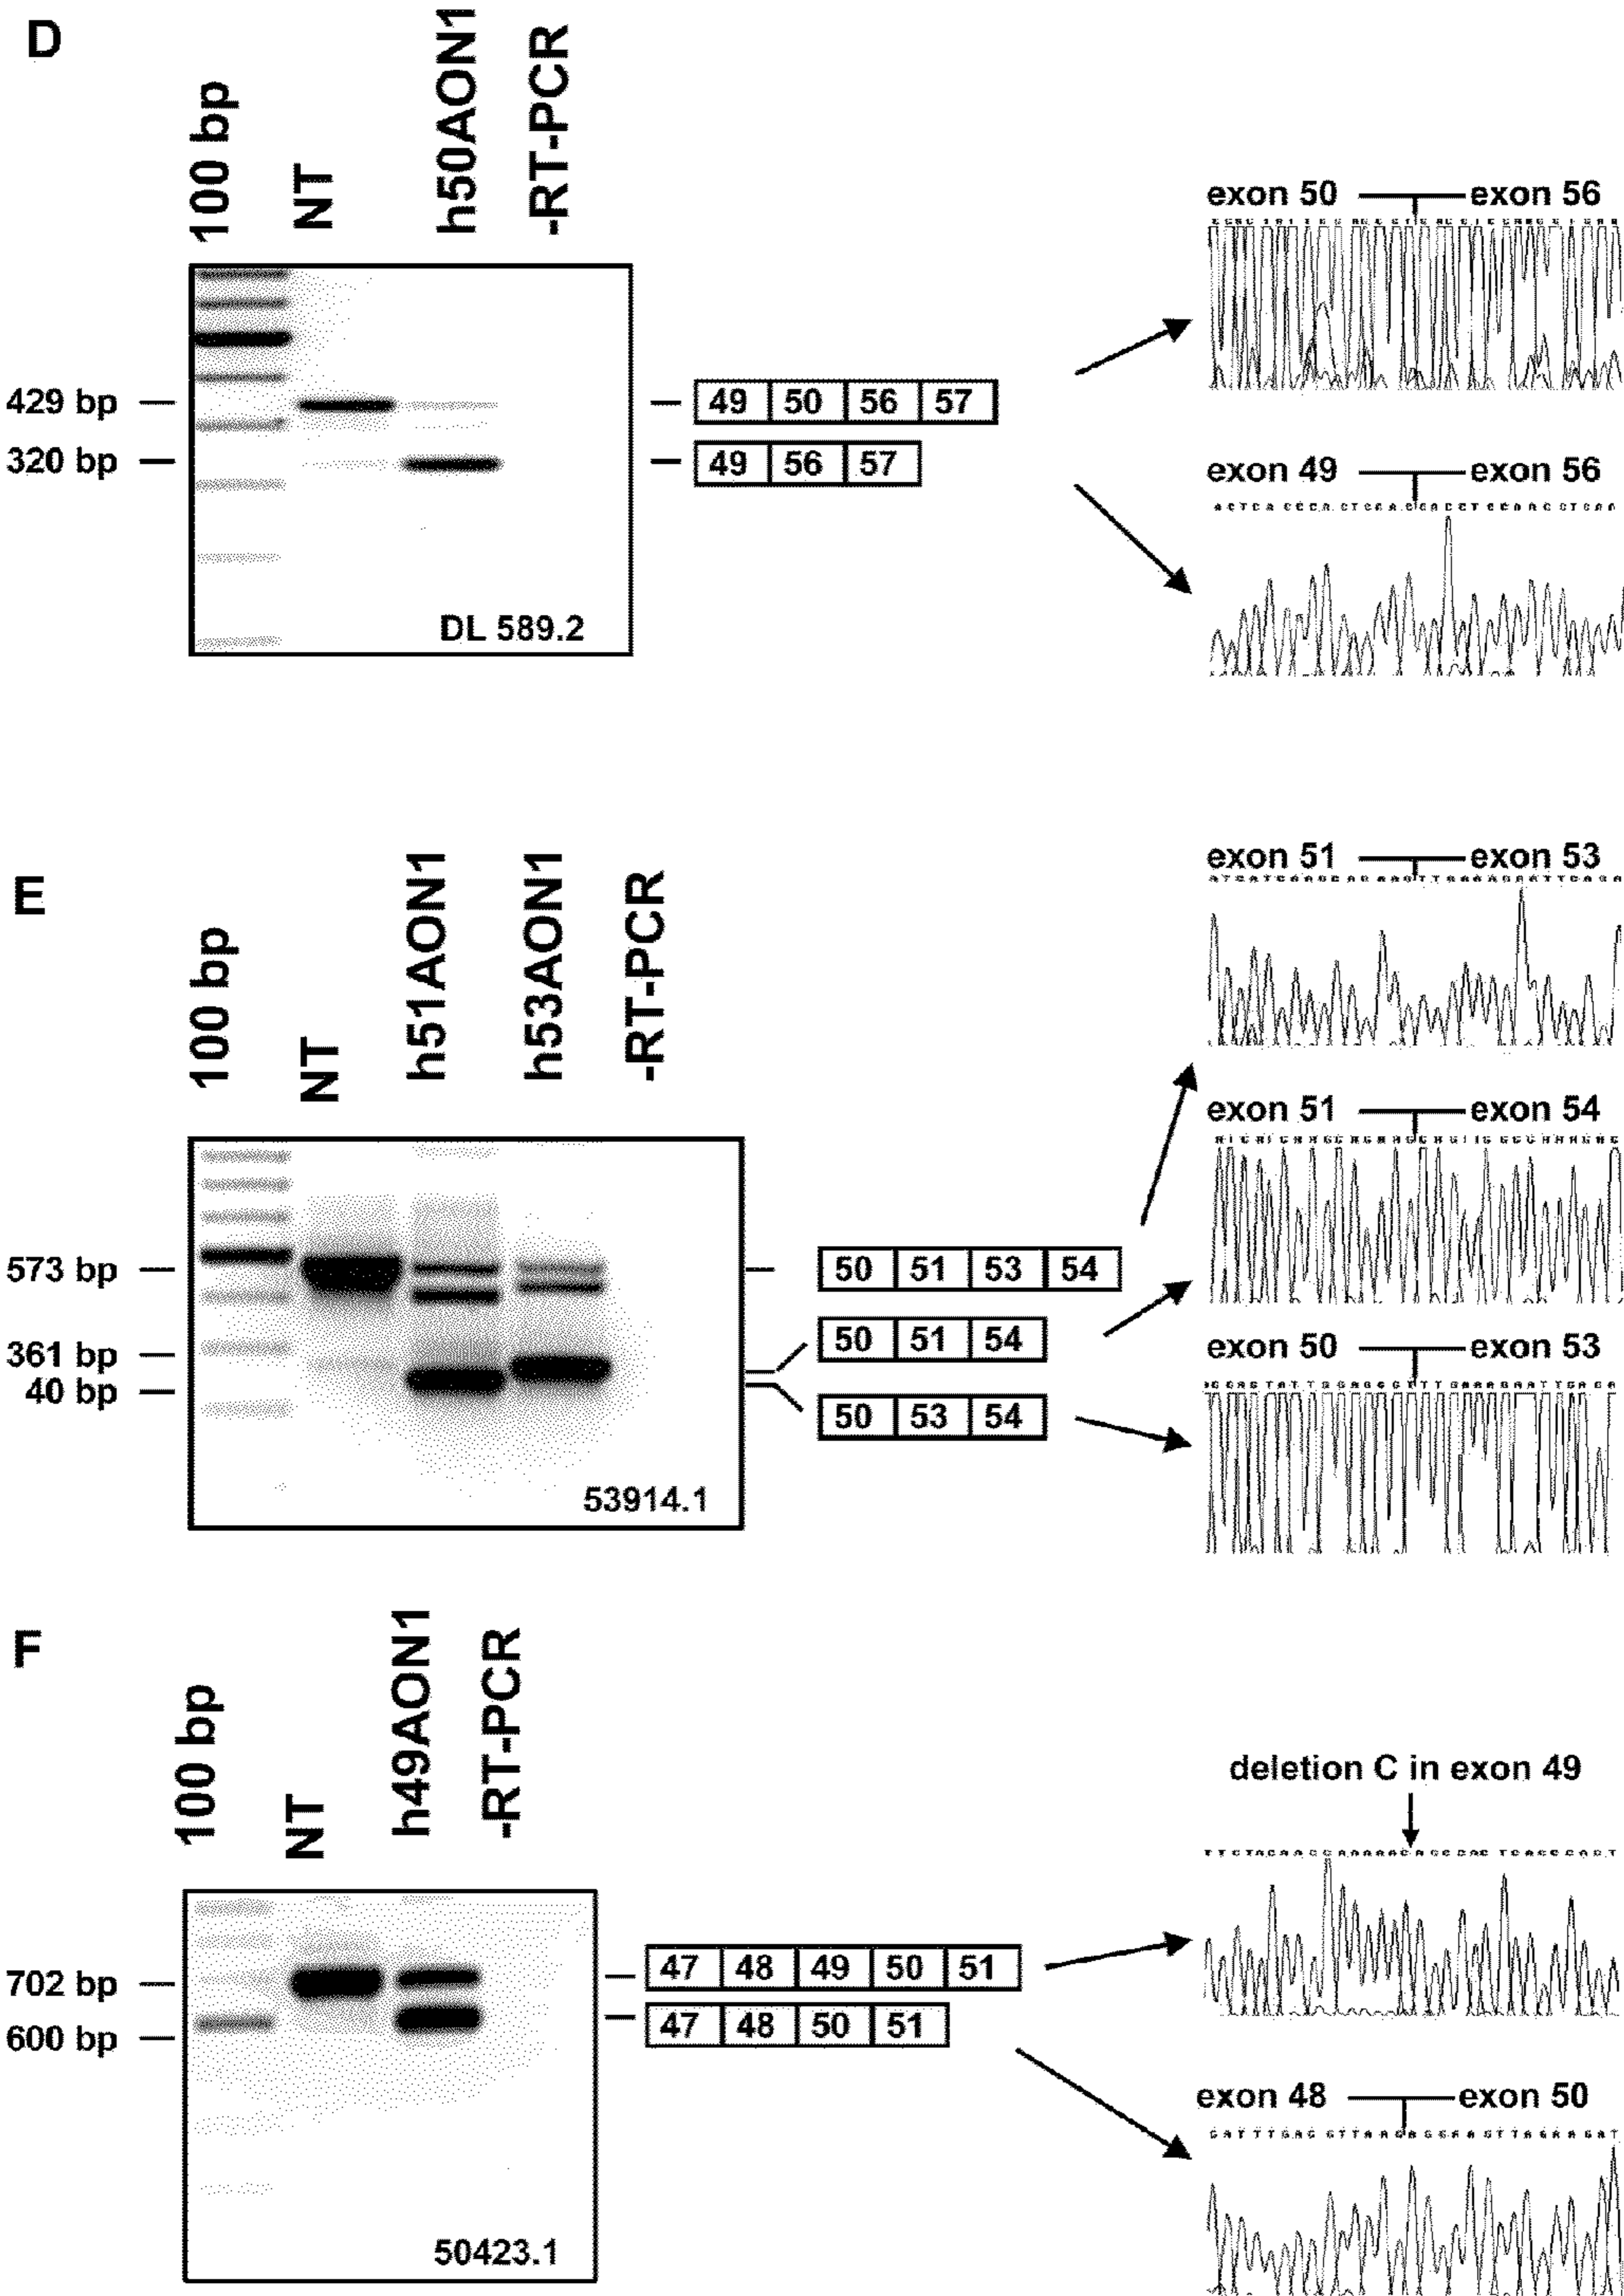 D
100 bp
NT
h50AON1
-RT-PCR
429 bp
320 bp
DL 589.2
49 50 56 57
49 56 57
exon 50 exon 56
exon 49 exon 56
E
100 bp
NT
h51AON1
h53AON1
-RT-PCR
573 bp
361 bp
40 bp
53914.1
50 51 53 54
50 51 54
50 53 54
exon 51 exon 53
exon 51 exon 54
exon 50 exon 53
F
100 bp
NT
h49AON1
-RT-PCR
702 bp
600 bp
50423.1
47 48 49 50 51
47 48 50 51
deletion C in exon 49
exon 48 exon 50